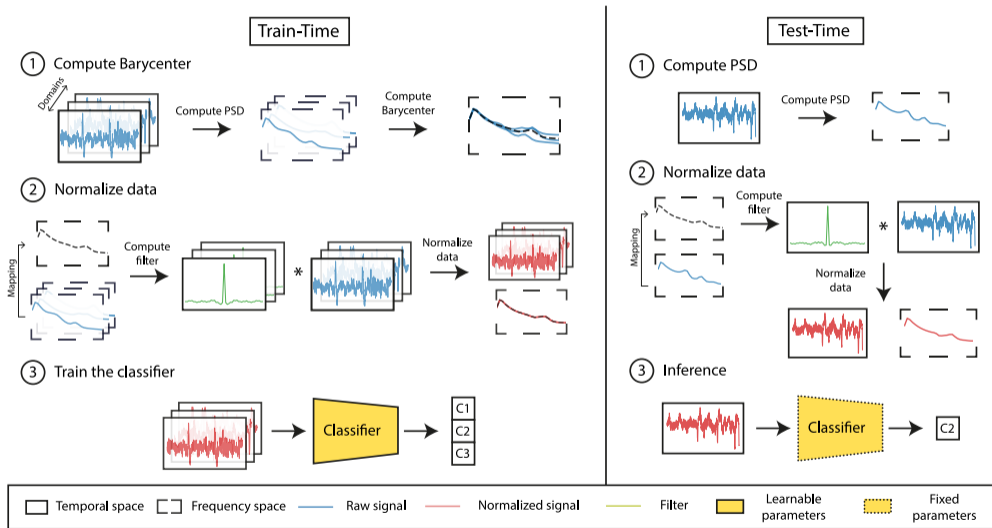 Train-Time
1 Compute Barycenter
Domains
Compute PSD
Compute
Barycenter
2 Normalize data
Mapping
Compute
filter
*
Normalize
data
3 Train the classifier
Classifier
C1
C2
C3
Test-Time
1 Compute PSD
Compute PSD
2 Normalize data
Mapping
Compute
filter
*
Normalize
data
3 Inference
Classifier
C2
Temporal space
Frequency space
Raw signal
Normalized signal
Filter
Learnable
parameters
Fixed
parameters